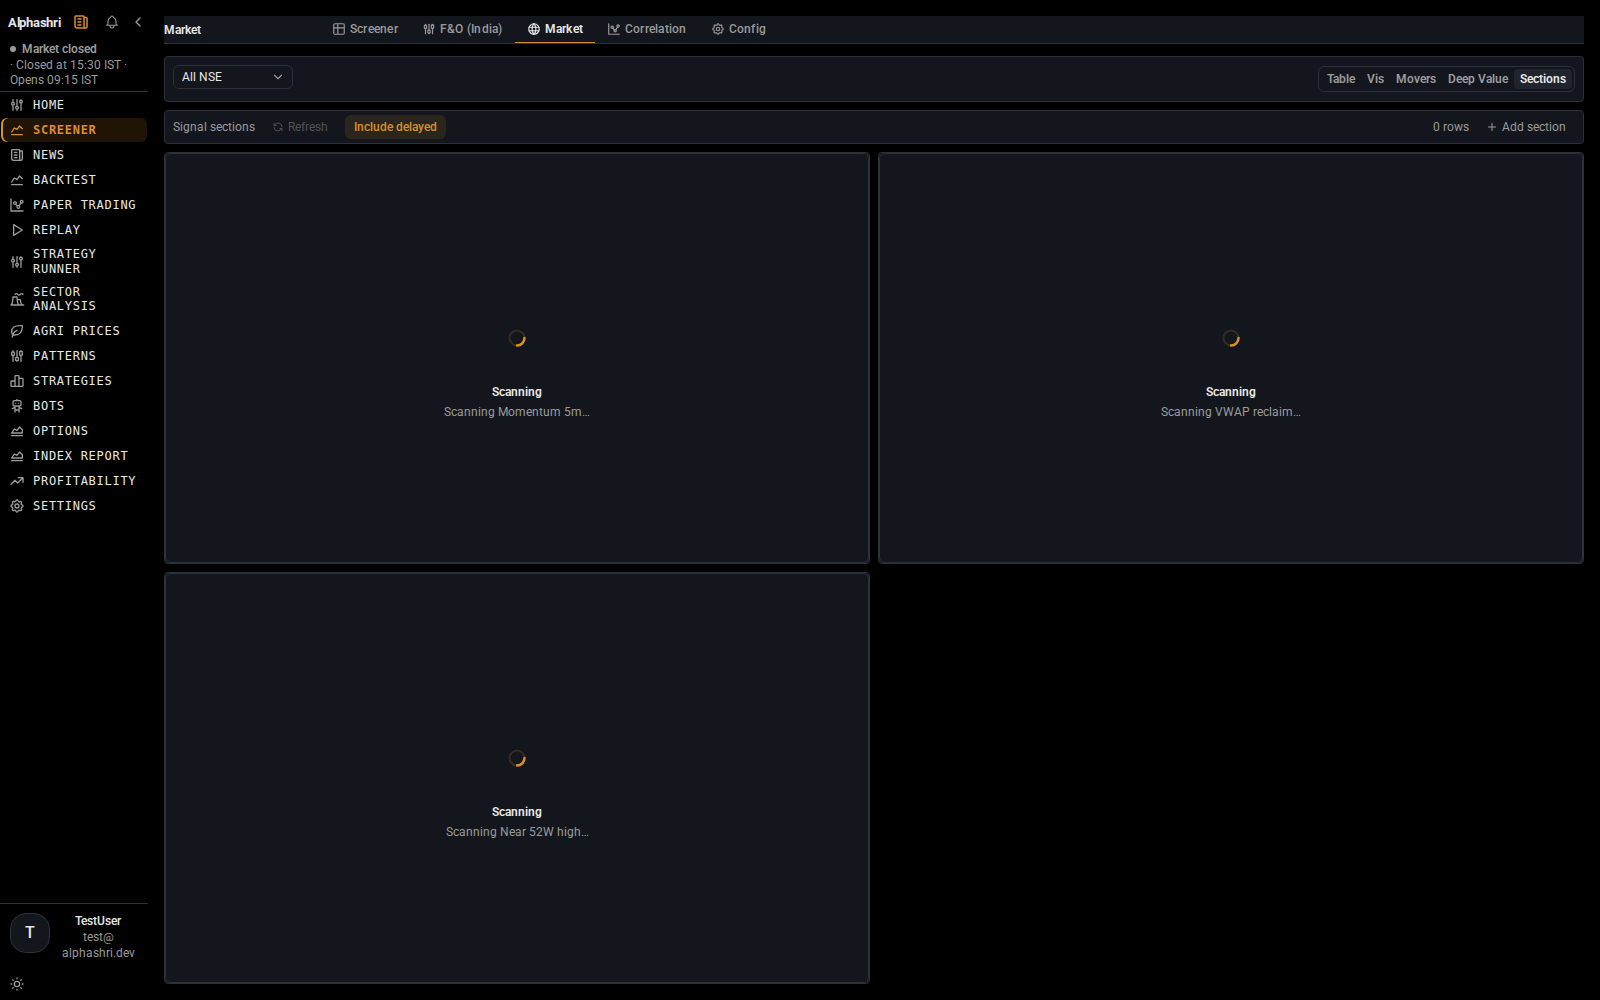 Alphashri
Market closed
· Closed at 15:30 IST ·
Opens 09:15 IST
HOME
SCREENER
NEWS
BACKTEST
PAPER TRADING
REPLAY
STRATEGY
RUNNER
SECTOR
ANALYSIS
AGRI PRICES
PATTERNS
STRATEGIES
BOTS
OPTIONS
INDEX REPORT
PROFITABILITY
SETTINGS
T
TestUser
test@
alphashri.dev
Market
Screener
F&O (India)
Market
Correlation
Config
All NSE
Table
Vis
Movers
Deep Value
Sections
Signal sections
Refresh
Include delayed
0 rows
+ Add section
Scanning
Scanning Momentum 5m...
Scanning
Scanning VWAP reclaim...
Scanning
Scanning Near 52W high...